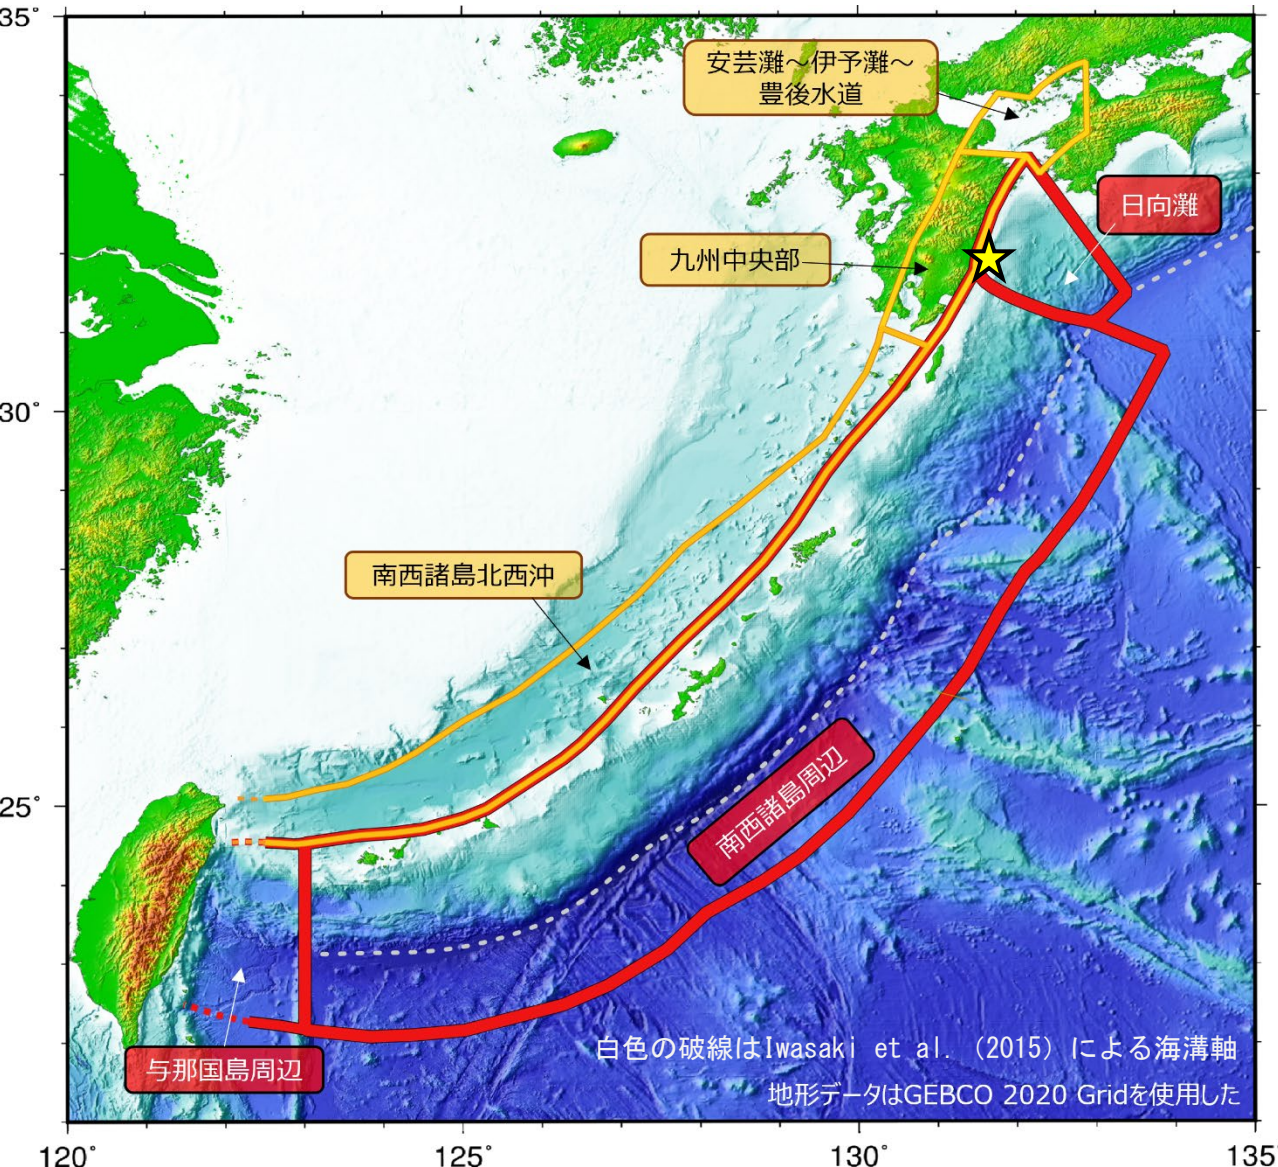 35°
安芸灘～伊予灘～
豊後水道
日向灘
九州中央部
30°
南西諸島北西沖
25°
南西諸島周辺
与那国島周辺
白色の破線はIwasaki et al. (2015) による海溝軸
地形データはGEBCO 2020 Gridを使用した
120°
125°
130°
135